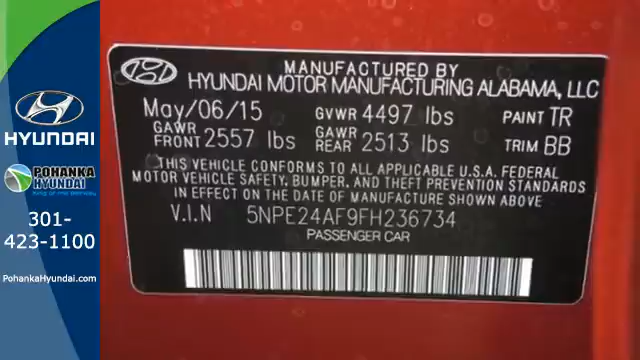 HYUNDAI
POHANKA
HYUNDAI
301-
423-1100
PohankaHyundai.com
MANUFACTURED BY
HYUNDAI MOTOR MANUFACTURING ALABAMA, LLC
May/06/15 GVWR 4497 lbs PAINT TR
GAWR FRONT 2557 lbs GAWR REAR 2513 lbs TRIM BB
THIS VEHICLE CONFORMS TO ALL APPLICABLE U.S.A. FEDERAL
MOTOR VEHICLE SAFETY, BUMPER, AND THEFT PREVENTION STANDARDS
IN EFFECT ON THE DATE OF MANUFACTURE SHOWN ABOVE
V.I.N 5NPE24AF9FH236734
PASSENGER CAR